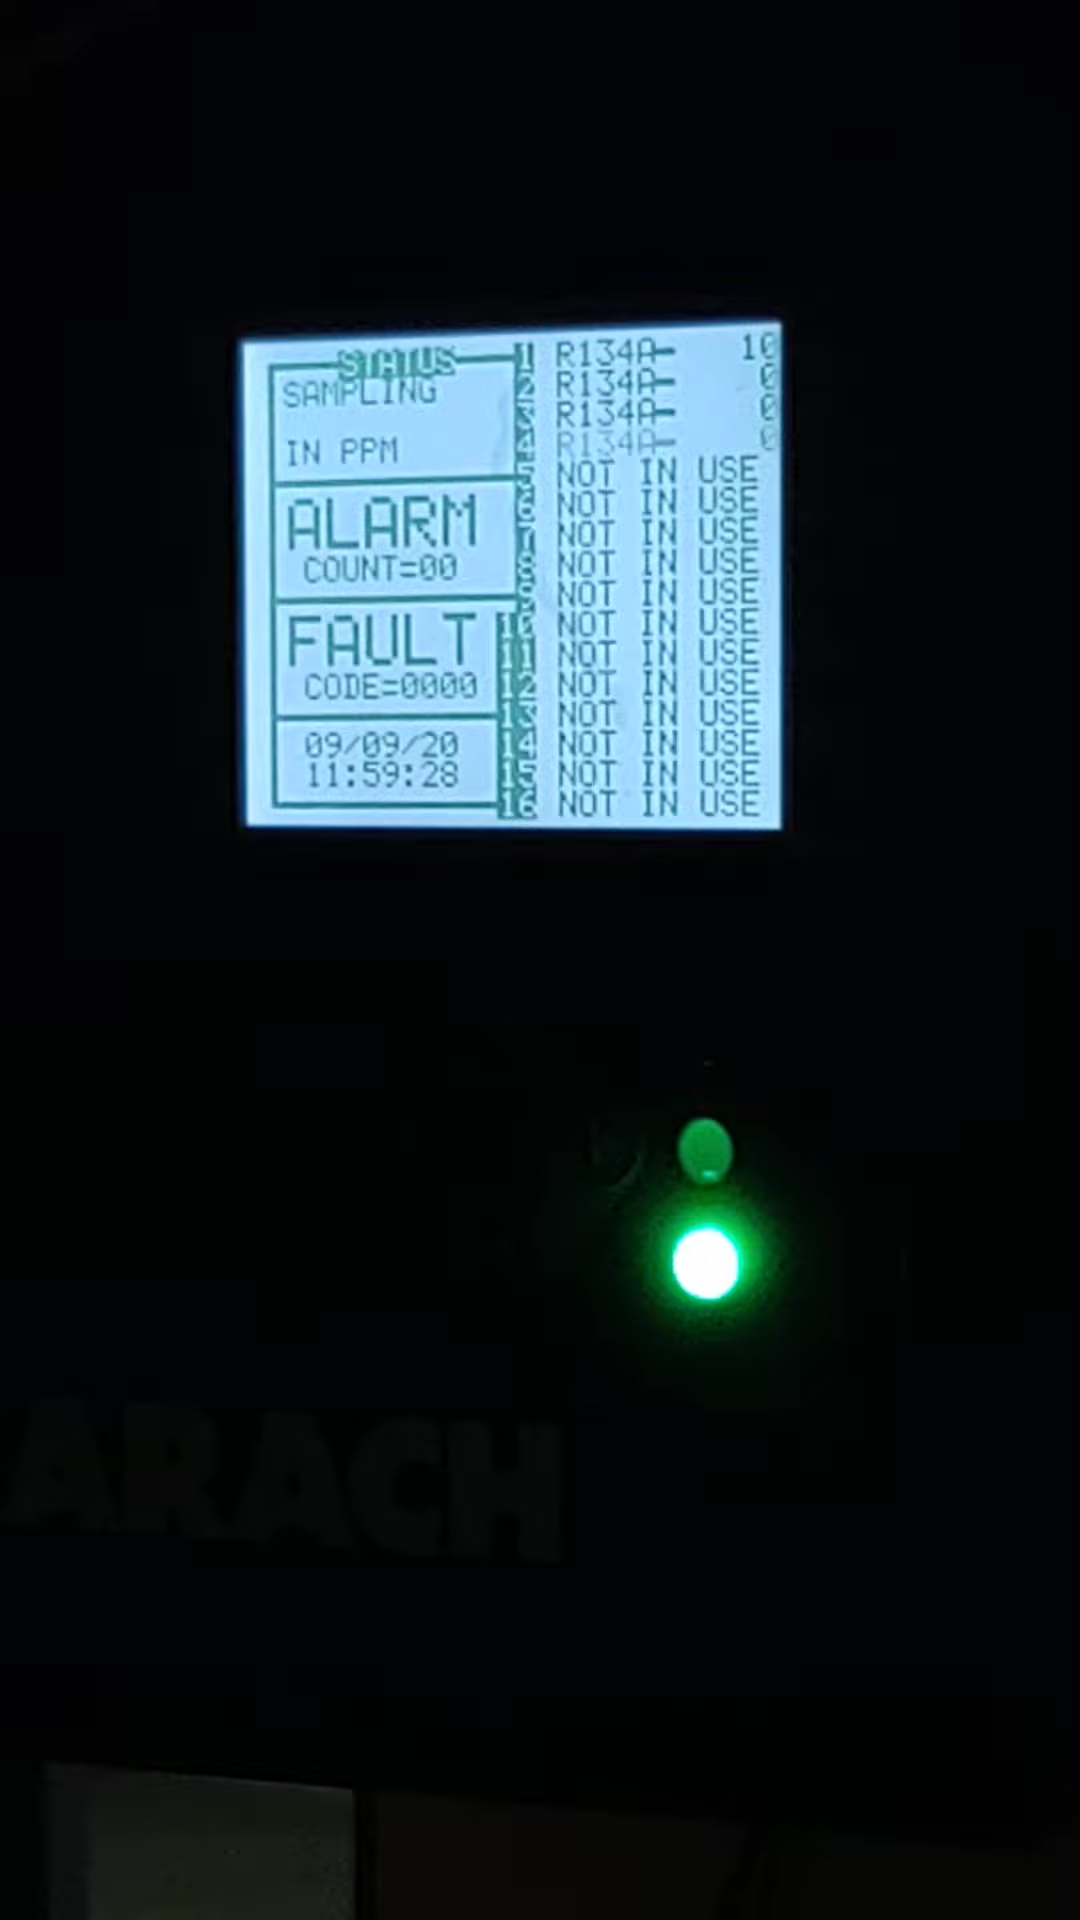 STATUS
SAMPLING
IN PPM
ALARM
COUNT=00
FAULT
CODE=0000
09/09/20
11:59:28
1 R134A- 10
2 R134A- 0
3 R134A- 0
4 R134A- 0
5 NOT IN USE
6 NOT IN USE
7 NOT IN USE
8 NOT IN USE
9 NOT IN USE
10 NOT IN USE
11 NOT IN USE
12 NOT IN USE
13 NOT IN USE
14 NOT IN USE
15 NOT IN USE
16 NOT IN USE
ARACH